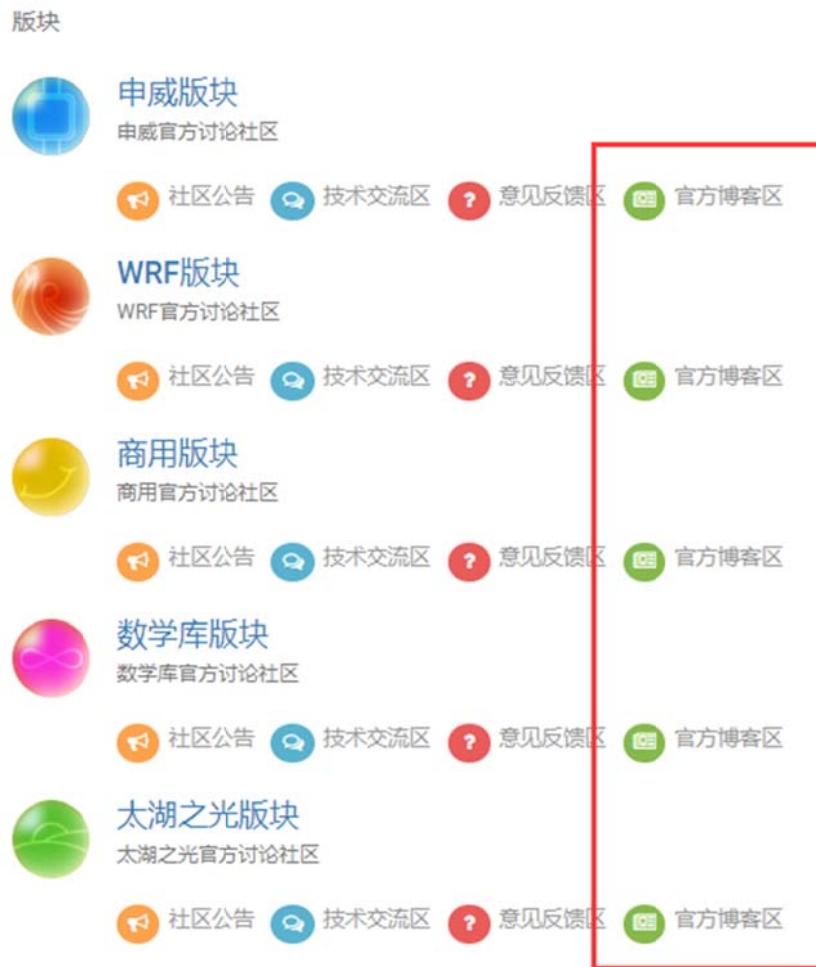 版块
申威版块
申威官方讨论社区
社区公告 技术交流区 意见反馈区 官方博客区
WRF版块
WRF官方讨论社区
社区公告 技术交流区 意见反馈区 官方博客区
商用版块
商用官方讨论社区
社区公告 技术交流区 意见反馈区 官方博客区
数学库版块
数学库官方讨论社区
社区公告 技术交流区 意见反馈区 官方博客区
太湖之光版块
太湖之光官方讨论社区
社区公告 技术交流区 意见反馈区 官方博客区